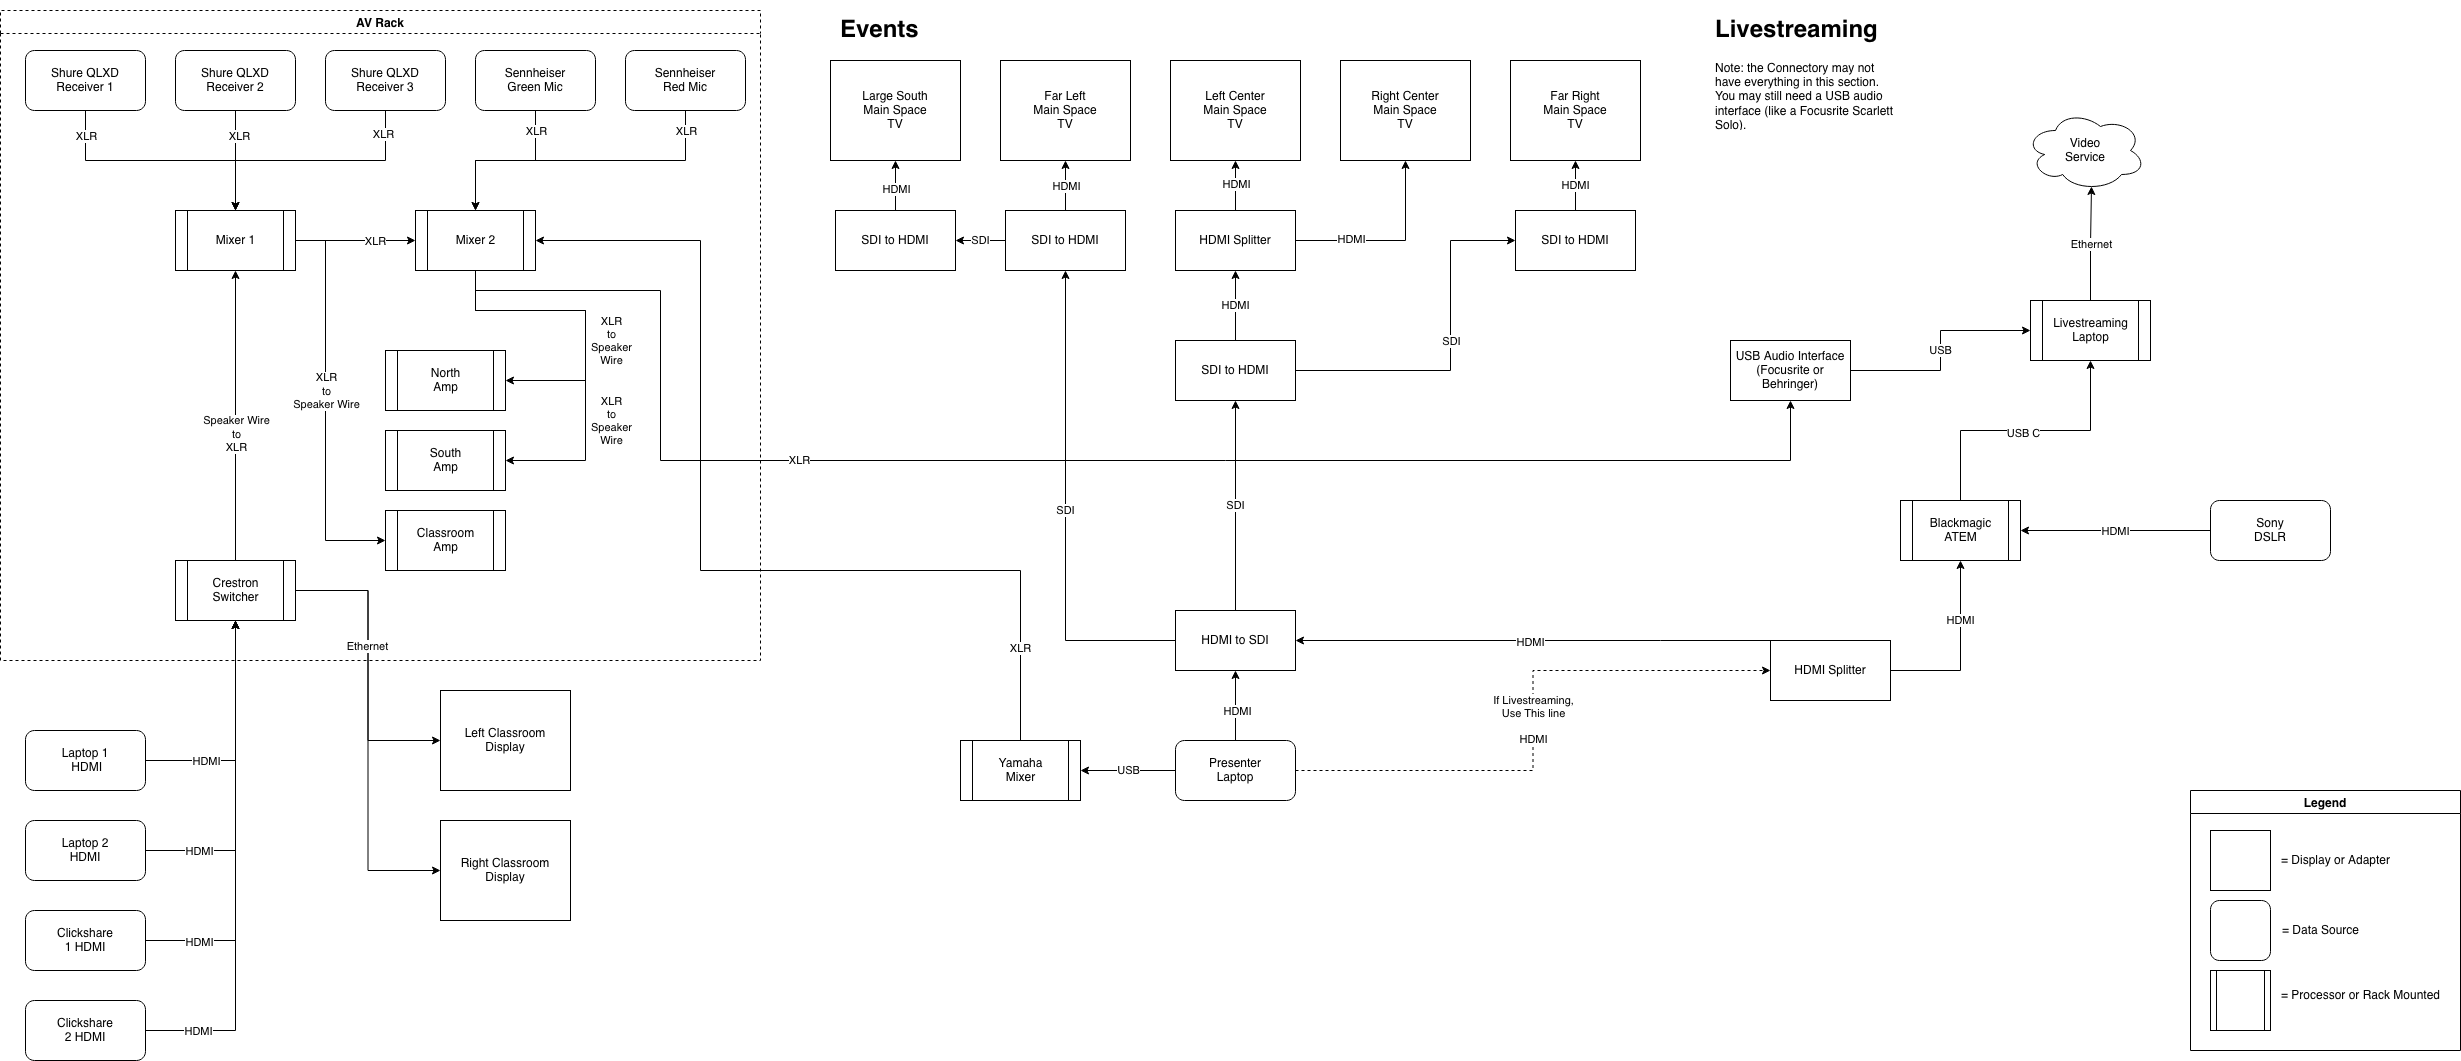 AV Rack
Shure QLXD
Receiver 1
Shure QLXD
Receiver 2
Shure QLXD
Receiver 3
Sennheiser
Green Mic
Sennheiser
Red Mic
XLR
XLR
XLR
XLR
XLR
Mixer 1
XLR
Mixer 2
XLR
to
Speaker
Wire
North
Amp
XLR
to
Speaker Wire
XLR
to
Speaker
Wire
Speaker Wire
to
XLR
South
Amp
Classroom
Amp
Crestron
Switcher
Ethernet
Left Classroom
Display
Right Classroom
Display
Laptop 1
HDMI
HDMI
Laptop 2
HDMI
HDMI
Clickshare
1 HDMI
HDMI
Clickshare
2 HDMI
HDMI
Events
Large South
Main Space
TV
Far Left
Main Space
TV
Left Center
Main Space
TV
Right Center
Main Space
TV
Far Right
Main Space
TV
HDMI
HDMI
HDMI
HDMI
SDI to HDMI
SDI
SDI to HDMI
HDMI Splitter
HDMI
SDI to HDMI
HDMI
SDI
SDI to HDMI
XLR
SDI
SDI
HDMI to SDI
HDMI
XLR
HDMI
Yamaha
Mixer
USB
Presenter
Laptop
If Livestreaming,
Use This line
HDMI
HDMI Splitter
Livestreaming
Note: the Connectory may not
have everything in this section.
You may still need a USB audio
interface (like a Focusrite Scarlett
Solo).
Video
Service
Ethernet
Livestreaming
Laptop
USB Audio Interface
(Focusrite or
Behringer)
USB
USB C
Blackmagic
ATEM
HDMI
Sony
DSLR
HDMI
Legend
= Display or Adapter
= Data Source
= Processor or Rack Mounted